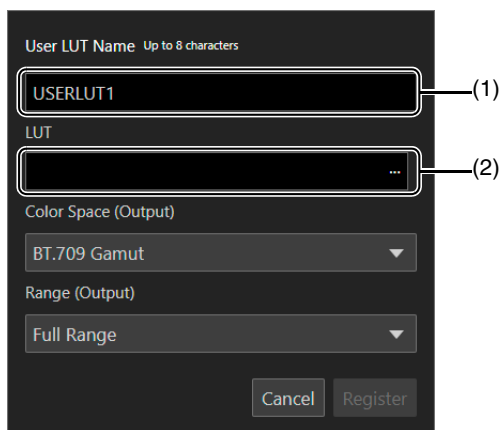 User LUT Name Up to 8 characters
USERLUT1
(1)
LUT
...
(2)
Color Space (Output)
BT.709 Gamut
Range (Output)
Full Range
Cancel Register